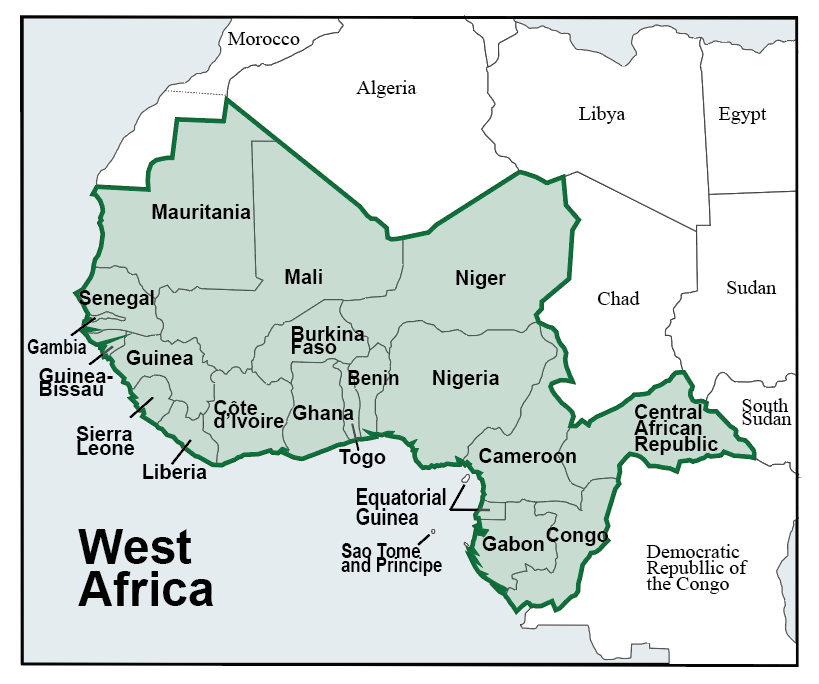 Morocco
Algeria
Libya
Egypt
Mauritania
Mali
Niger
Chad
Sudan
Senegal
Gambia
Guinea-
Bissau
Guinea
Burkina
Faso
Benin
Nigeria
Côte
d'Ivoire
Ghana
Sierra
Leone
Liberia
Togo
Cameroon
Central
African
Republic
South
Sudan
Equatorial
Guinea
Sao Tome
and Principe
Gabon
Congo
Democratic
Republlic of
the Congo
West
Africa